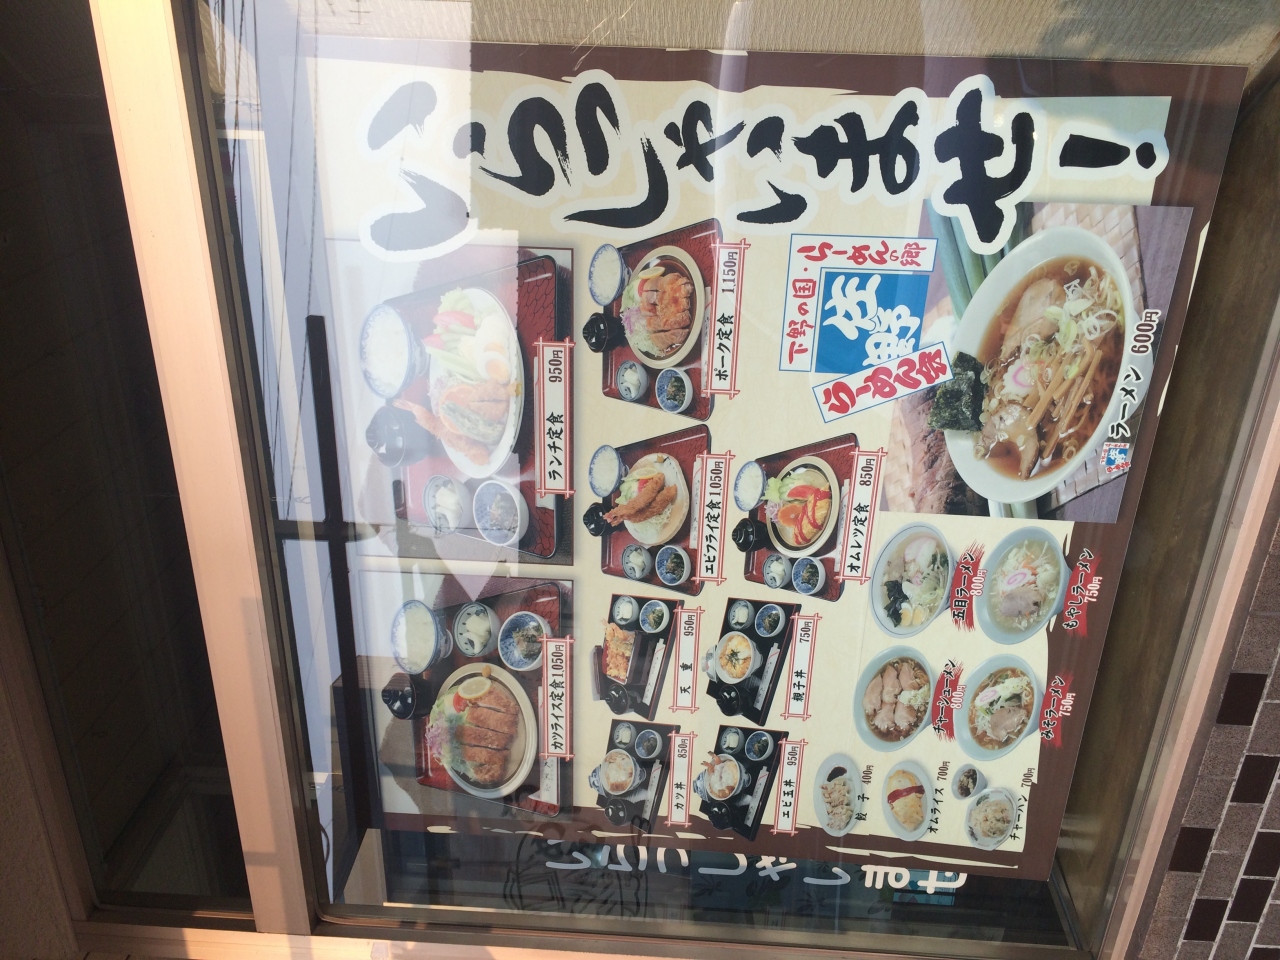 いらっしゃいませ!
下野の国・らーめんの郷
佐野
らーめん会
ラーメン 600円
ランチ定食 950円
ポーク定食 1,150円
エビフライ定食 1,050円
オムレツ定食 850円
カツライス定食 1,050円
天重 950円
親子丼 750円
カツ丼 850円
エビ玉丼 950円
五目ラーメン
800円
もやしラーメン
750円
チャーシューメン
800円
みそラーメン
750円
餃子 400円
オムライス 700円
チャーハン 700円
いらっしゃいませ